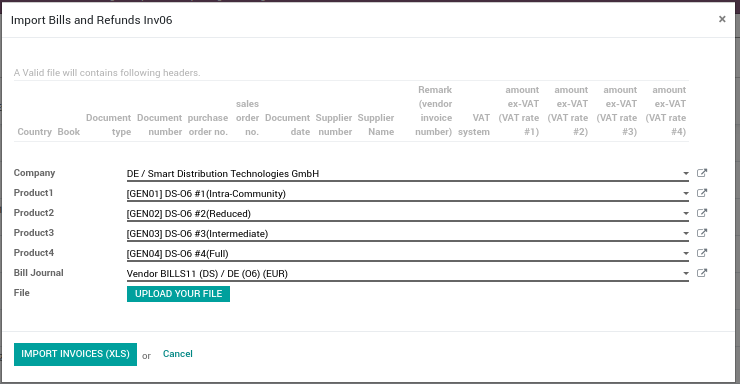 Import Bills and Refunds Inv06
×
A Valid file will contains following headers.
Country Book Document type Document number purchase order no. sales order no. Document date Supplier number Supplier Name Remark (vendor invoice number) VAT system amount ex-VAT (VAT rate #1) amount ex-VAT (VAT rate #2) amount ex-VAT (VAT rate #3) amount ex-VAT (VAT rate #4)
Company DE / Smart Distribution Technologies GmbH
Product1 [GEN01] DS-O6 #1(Intra-Community)
Product2 [GEN02] DS-O6 #2(Reduced)
Product3 [GEN03] DS-O6 #3(Intermediate)
Product4 [GEN04] DS-O6 #4(Full)
Bill Journal Vendor BILLS11 (DS) / DE (O6) (EUR)
File UPLOAD YOUR FILE
IMPORT INVOICES (XLS) or Cancel